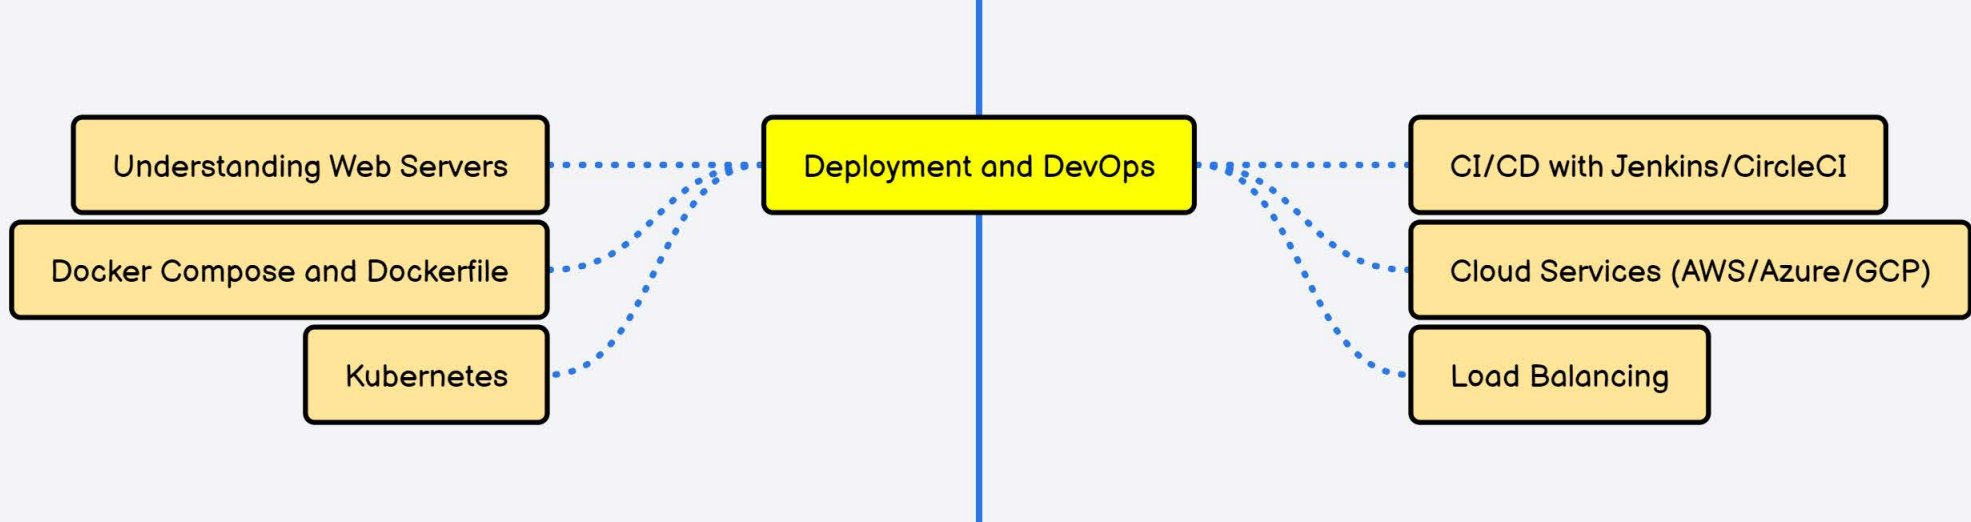 Understanding Web Servers
Docker Compose and Dockerfile
Kubernetes
Deployment and DevOps
CI/CD with Jenkins/CircleCI
Cloud Services (AWS/Azure/GCP)
Load Balancing